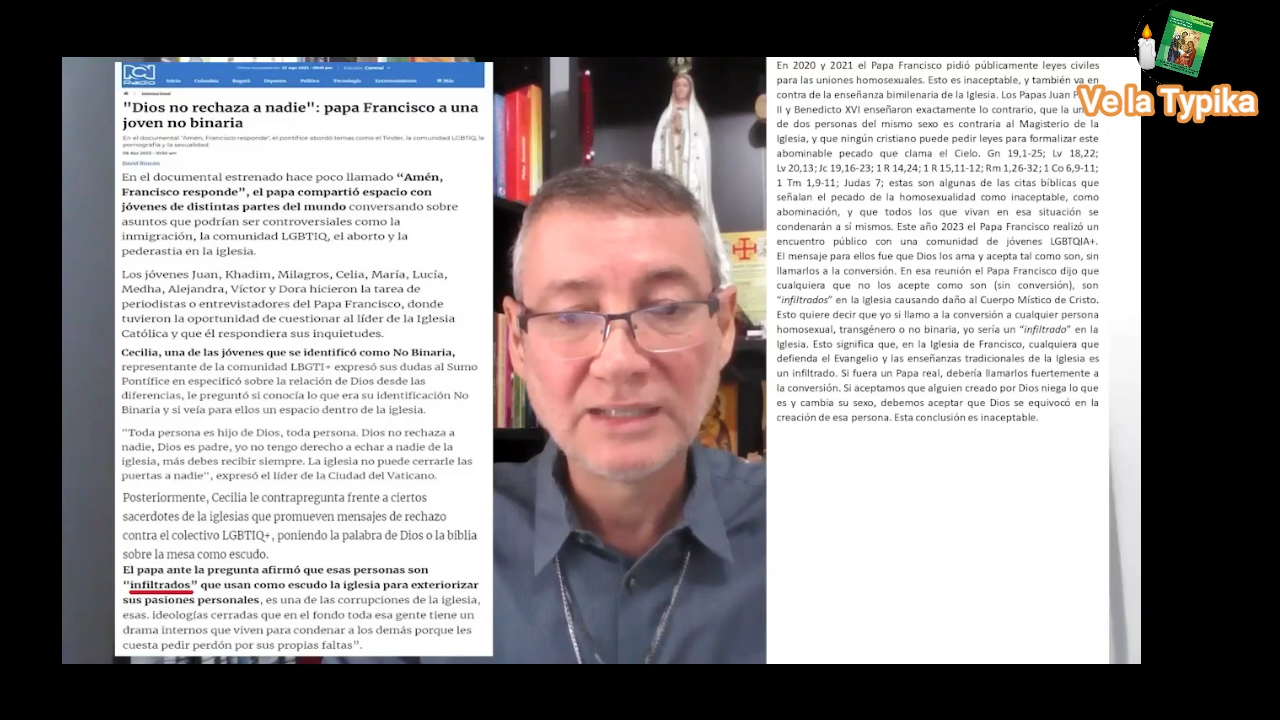 RCN
Radio
Inicio Colombia Bogotá Deportes Política Tecnología Entretenimiento Más
Internacional
"Dios no rechaza a nadie": papa Francisco a una
joven no binaria
En el documental "Amén, Francisco responde", el pontífice abordó temas como el Tinder, la comunidad LGBTIQ, la
pornografía y la sexualidad.
En el documental estrenado hace poco llamado “Amén,
Francisco responde”, el papa compartió espacio con
jóvenes de distintas partes del mundo conversando sobre
asuntos que podrían ser controversiales como la
inmigración, la comunidad LGBTIQ, el aborto y la
pederastia en la iglesia.
Los jóvenes Juan, Khadim, Milagros, Celia, María, Lucía,
Medha, Alejandra, Víctor y Dora hicieron la tarea de
periodistas o entrevistadores del Papa Francisco, donde
tuvieron la oportunidad de cuestionar al líder de la Iglesia
Católica y que él respondiera sus inquietudes.
Cecilia, una de las jóvenes que se identificó como No Binaria,
representante de la comunidad LBGTI+ expresó sus dudas al Sumo
Pontífice en especificó sobre la relación de Dios desde las
diferencias, le preguntó si conocía lo que era su identificación No
Binaria y si veía para ellos un espacio dentro de la iglesia.
"Toda persona es hijo de Dios, toda persona. Dios no rechaza a
nadie, Dios es padre, yo no tengo derecho a echar a nadie de la
iglesia, más debes recibir siempre. La iglesia no puede cerrarle las
puertas a nadie", expresó el líder de la Ciudad del Vaticano.
Posteriormente, Cecilia le contrapregunta frente a ciertos
sacerdotes de la iglesias que promueven mensajes de rechazo
contra el colectivo LGBTIQ+, poniendo la palabra de Dios o la biblia
sobre la mesa como escudo.
El papa ante la pregunta afirmó que esas personas son
“infiltrados” que usan como escudo la iglesia para exteriorizar
sus pasiones personales, es una de las corrupciones de la iglesia,
esas. ideologías cerradas que en el fondo toda esa gente tiene un
drama internos que viven para condenar a los demás porque les
cuesta pedir perdón por sus propias faltas”.
Vela Typika
En 2020 y 2021 el Papa Francisco pidió públicamente leyes civiles
para las uniones homosexuales. Esto es inaceptable, y también va en
contra de la enseñanza bimilenaria de la Iglesia. Los Papas Juan
II y Benedicto XVI enseñaron exactamente lo contrario, que la
de dos personas del mismo sexo es contraria al Magisterio de la
Iglesia, y que ningún cristiano puede pedir leyes para formalizar este
abominable pecado que clama el Cielo. Gn 19,1-25; Lv 18,22;
Lv 20,13; Jc 19,16-23; 1 R 14,24; 1 R 15,11-12; Rm 1,26-32; 1 Co 6,9-11;
1 Tm 1,9-11; Judas 7; estas son algunas de las citas bíblicas que
señalan el pecado de la homosexualidad como inaceptable, como
abominación, y que todos los que vivan en esa situación se
condenarán a sí mismos. Este año 2023 el Papa Francisco realizó un
encuentro público con una comunidad de jóvenes LGBTQIA+.
El mensaje para ellos fue que Dios los ama y acepta tal como son, sin
llamarlos a la conversión. En esa reunión el Papa Francisco dijo que
cualquiera que no los acepte como son (sin conversión), son
“infiltrados” en la Iglesia causando daño al Cuerpo Místico de Cristo.
Esto quiere decir que yo si llamo a la conversión a cualquier persona
homosexual, transgénero o no binaria, yo sería un “infiltrado” en la
Iglesia. Esto significa que, en la Iglesia de Francisco, cualquiera que
defienda el Evangelio y las enseñanzas tradicionales de la Iglesia es
un infiltrado. Si fuera un Papa real, debería llamarlos fuertemente a
la conversión. Si aceptamos que alguien creado por Dios niega lo que
es y cambia su sexo, debemos aceptar que Dios se equivocó en la
creación de esa persona. Esta conclusión es inaceptable.